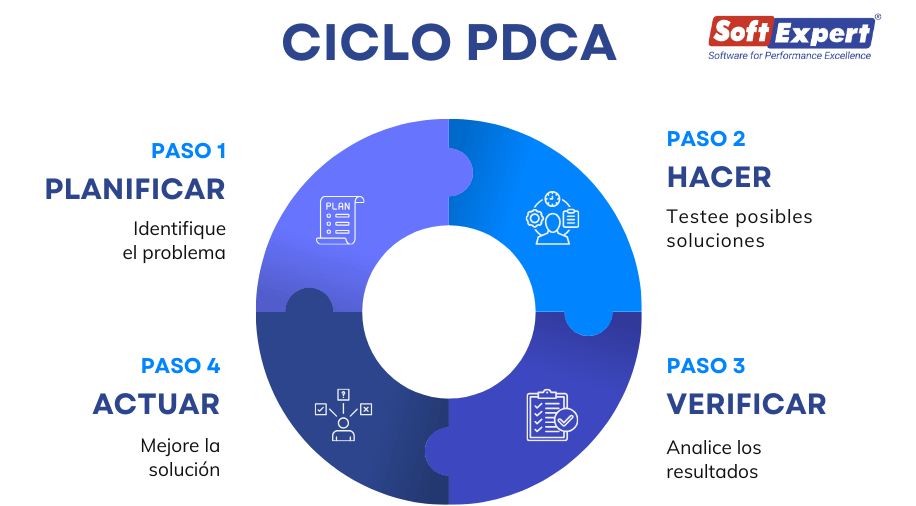 CICLO PDCA
SoftExpert®
Software for Performance Excellence
PASO 1
PLANIFICAR
Identifique
el problema
PLAN
PASO 2
HACER
Testee posibles
soluciones
PASO 3
VERIFICAR
Analice los
resultados
PASO 4
ACTUAR
Mejore la
solución
?